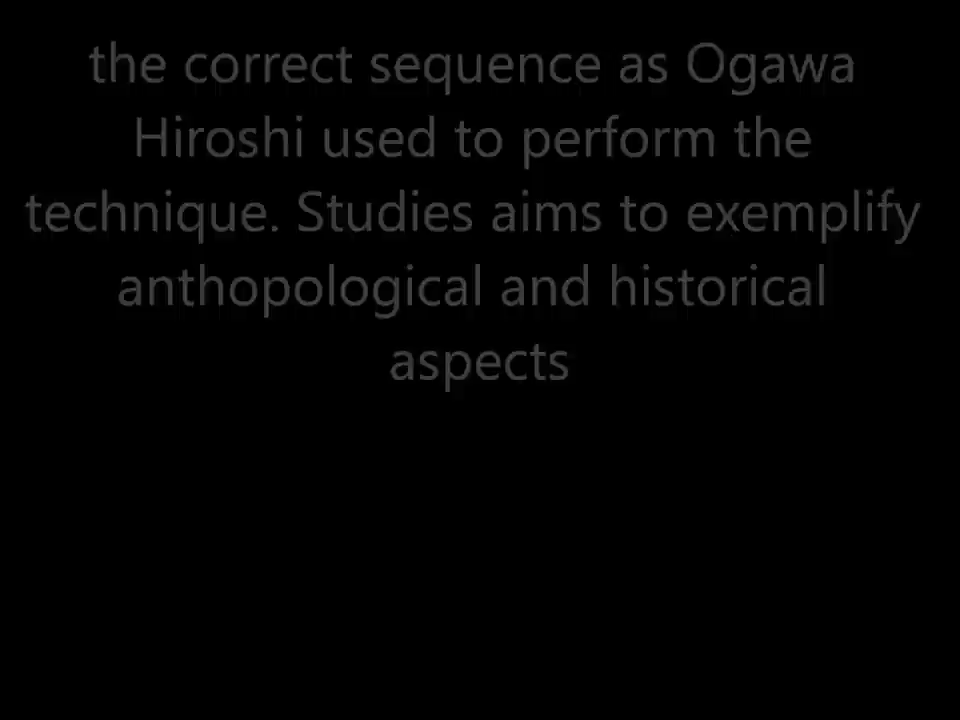 the correct sequence as Ogawa
Hiroshi used to perform the
technique. Studies aims to exemplify
anthopological and historical
aspects